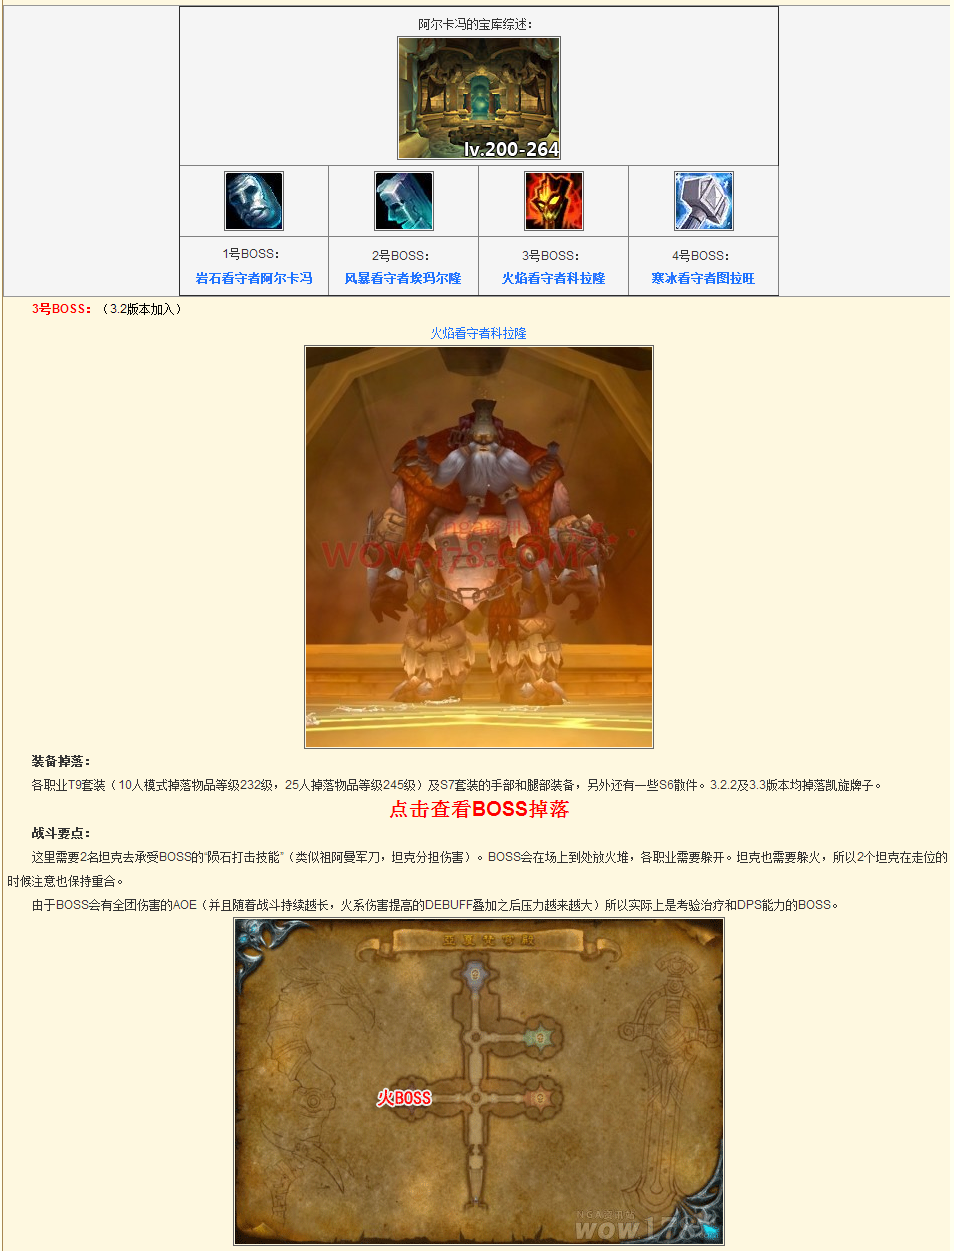 阿尔卡冯的宝库综述：
lv.200-264
1号BOSS：
岩石看守者阿尔卡冯
2号BOSS：
风暴看守者埃玛尔隆
3号BOSS：
火焰看守者科拉隆
4号BOSS：
寒冰看守者图拉旺
3号BOSS：（3.2版本加入）
火焰看守者科拉隆
WOW.178.COM
装备掉落：
各职业T9套装（10人模式掉落物品等级232级，25人掉落物品等级245级）及S7套装的手部和腿部装备，另外还有一些S6散件。3.2.2及3.3版本均掉落凯旋牌子。
点击查看BOSS掉落
战斗要点：
这里需要2名坦克去承受BOSS的“陨石打击技能”（类似祖阿曼军刀，坦克分担伤害）。BOSS会在场上到处放火堆，各职业需要躲开。坦克也需要躲火，所以2个坦克在走位的
时候注意也保持重合。
由于BOSS会有全团伤害的AOE（并且随着战斗持续越长，火系伤害提高的DEBUFF叠加之后压力越来越大）所以实际上是考验治疗和DPS能力的BOSS。
火BOSS
NGA资讯站
wow178